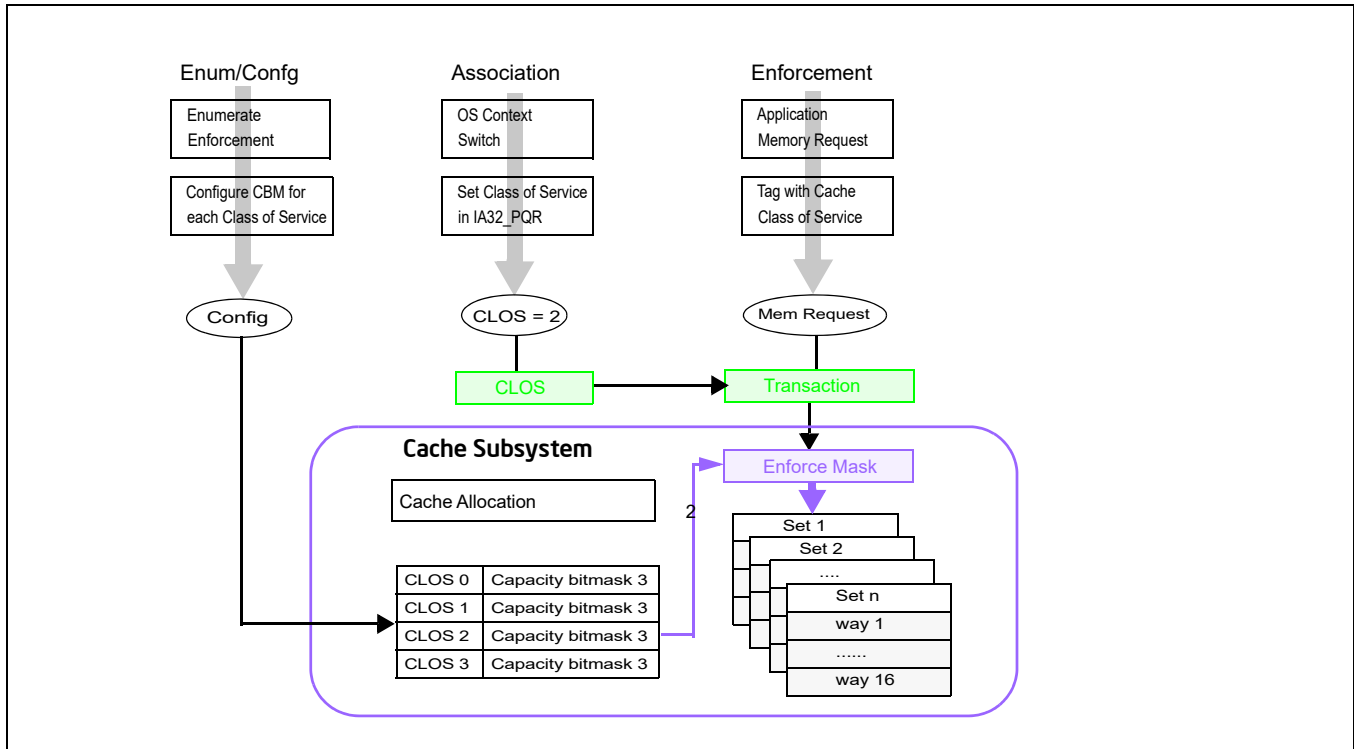 Enum/Confg
Association
Enforcement
Enumerate
Enforcement
OS Context
Switch
Application
Memory Request
Configure CBM for
each Class of Service
Set Class of Service
in IA32_PQR
Tag with Cache
Class of Service
Config
CLOS = 2
Mem Request
CLOS
Transaction
Cache Subsystem
Enforce Mask
Cache Allocation
2
CLOS 0 Capacity bitmask 3
CLOS 1 Capacity bitmask 3
CLOS 2 Capacity bitmask 3
CLOS 3 Capacity bitmask 3
Set 1
Set 2
....
Set n
way 1
......
way 16